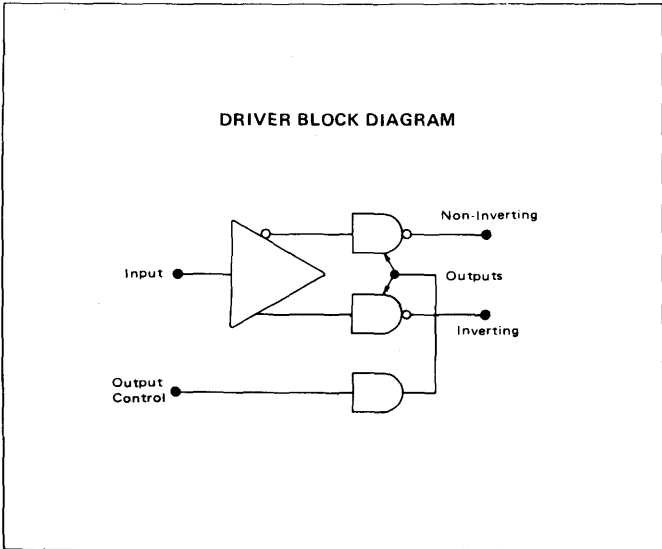 DRIVER BLOCK DIAGRAM
Non-Inverting
Input
Outputs
Inverting
Output
Control